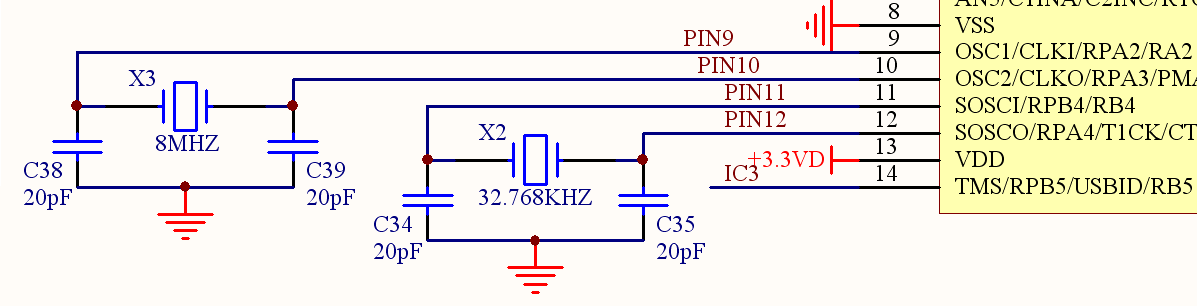 AN5/C1INA/C2INC/RTC
8
VSS
PIN9
9
OSC1/CLKI/RPA2/RA2
PIN10
10
OSC2/CLKO/RPA3/PMA
X3
PIN11
11
SOSCI/RPB4/RB4
8MHZ
X2
PIN12
12
SOSCO/RPA4/T1CK/CT
C38
C39
+3.3VD
13
VDD
20pF
20pF
32.768KHZ
IC3
14
TMS/RPB5/USBID/RB5
C34
C35
20pF
20pF